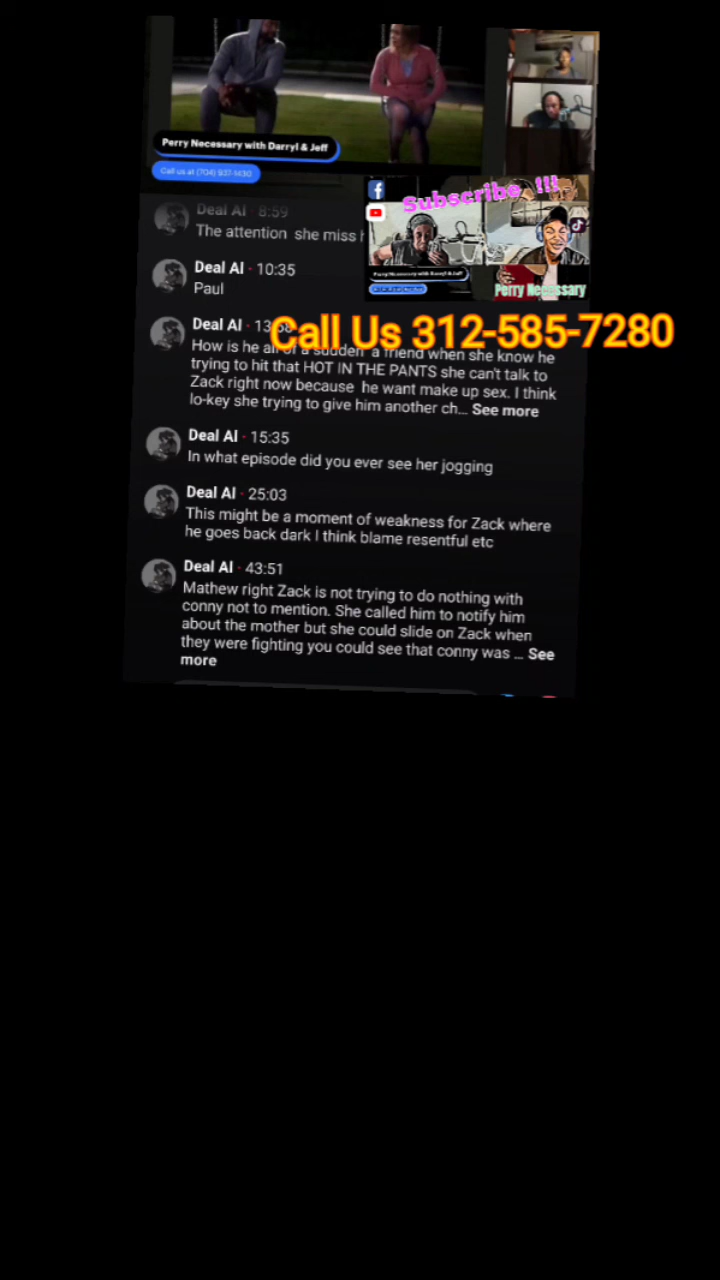 Perry Necessary with Darryl & Jeff
Call us at (704) 937-1430
Subscribe !!!
Perry Necessary with Darryl & Jeff
Perry Necessary
Deal Al · 8:59
The attention she miss
Deal Al · 10:35
Paul
Call Us 312-585-7280
Deal Al · 13:58
How is he all of a sudden a friend when she know he
trying to hit that HOT IN THE PANTS she can't talk to
Zack right now because he want make up sex. I think
lo-key she trying to give him another ch... See more
Deal Al · 15:35
In what episode did you ever see her jogging
Deal Al · 25:03
This might be a moment of weakness for Zack where
he goes back dark I think blame resentful etc
Deal Al · 43:51
Mathew right Zack is not trying to do nothing with
conny not to mention. She called him to notify him
about the mother but she could slide on Zack when
they were fighting you could see that conny was ... See
more